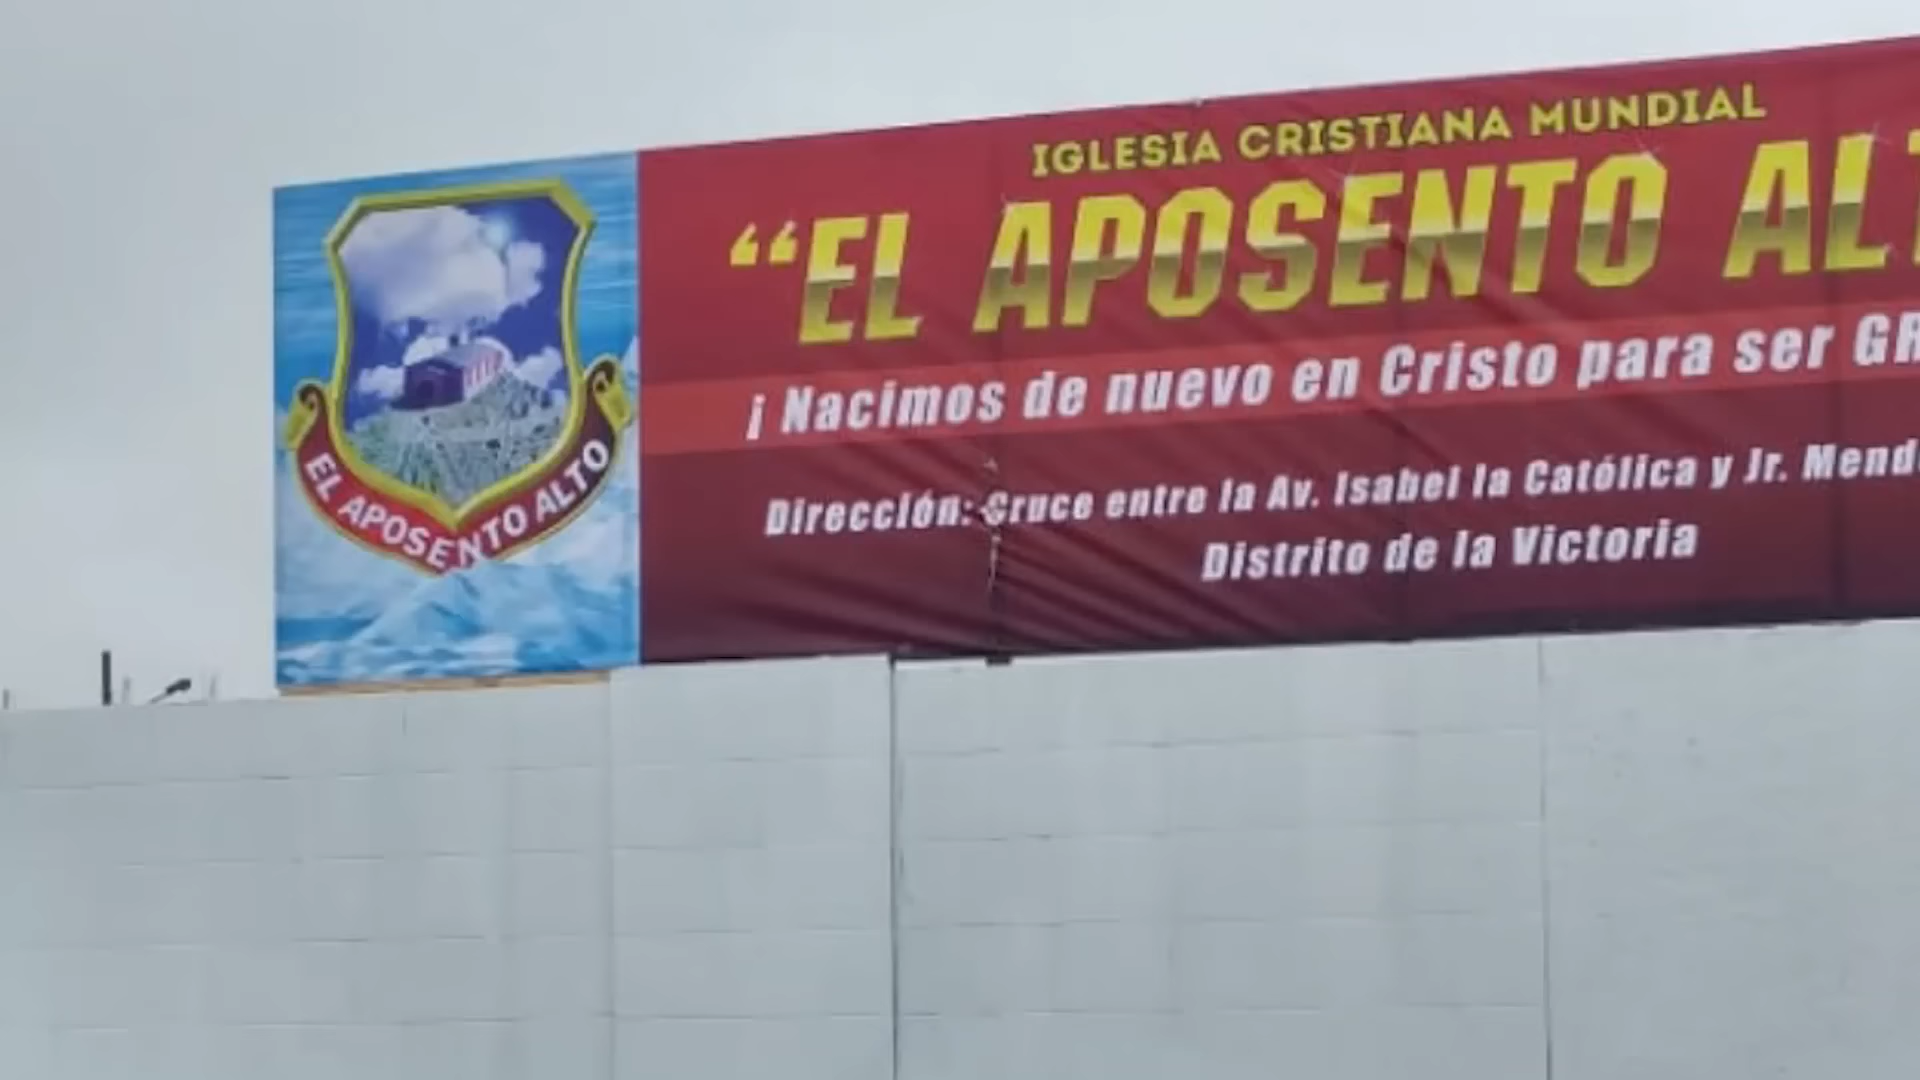 EL APOSENTO ALTO
IGLESIA CRISTIANA MUNDIAL
“EL APOSENTO ALT
¡ Nacimos de nuevo en Cristo para ser GR
Dirección: Cruce entre la Av. Isabel la Católica y Jr. Mend
Distrito de la Victoria